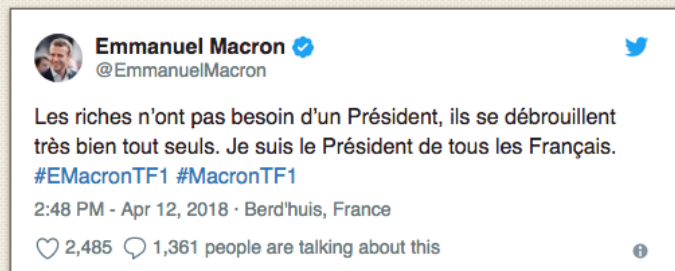 Emmanuel Macron
@EmmanuelMacron
Les riches n’ont pas besoin d’un Président, ils se débrouillent
très bien tout seuls. Je suis le Président de tous les Français.
#EMacronTF1 #MacronTF1
2:48 PM - Apr 12, 2018 · Berd'huis, France
2,485 1,361 people are talking about this